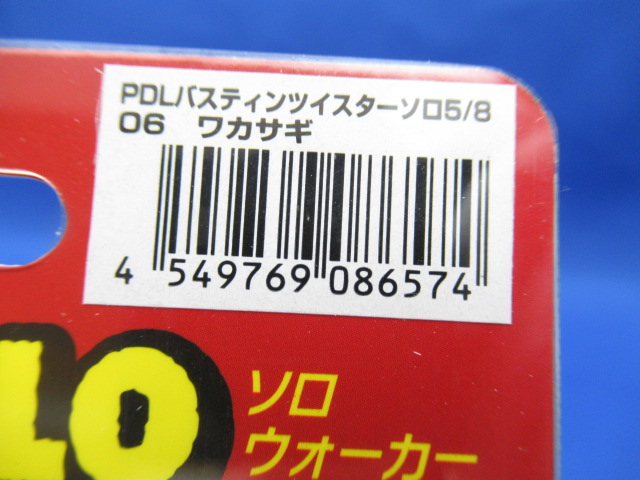 PDLバスティンツイスターソロ5/8
06 ワカサギ
4 549769 086574
LO
ソロ
ウォーカー